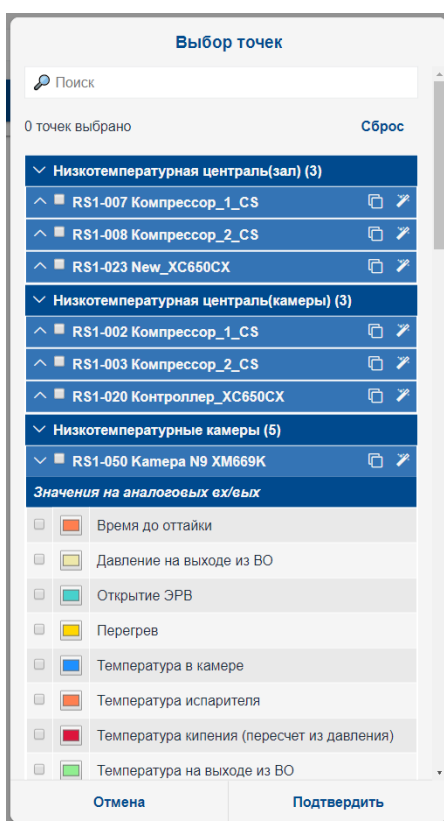 Выбор точек
Поиск
0 точек выбрано Сброс
Низкотемпературная централь(зал) (3)
RS1-007 Компрессор_1_CS
RS1-008 Компрессор_2_CS
RS1-023 New_XC650CX
Низкотемпературная централь(камеры) (3)
RS1-002 Компрессор_1_CS
RS1-003 Компрессор_2_CS
RS1-020 Контроллер_XC650CX
Низкотемпературные камеры (5)
RS1-050 Камера N9 XM669K
Значения на аналоговых вх/вых
Время до оттайки
Давление на выходе из ВО
Открытие ЭРВ
Перегрев
Температура в камере
Температура испарителя
Температура кипения (пересчет из давления)
Температура на выходе из ВО
Отмена Подтвердить